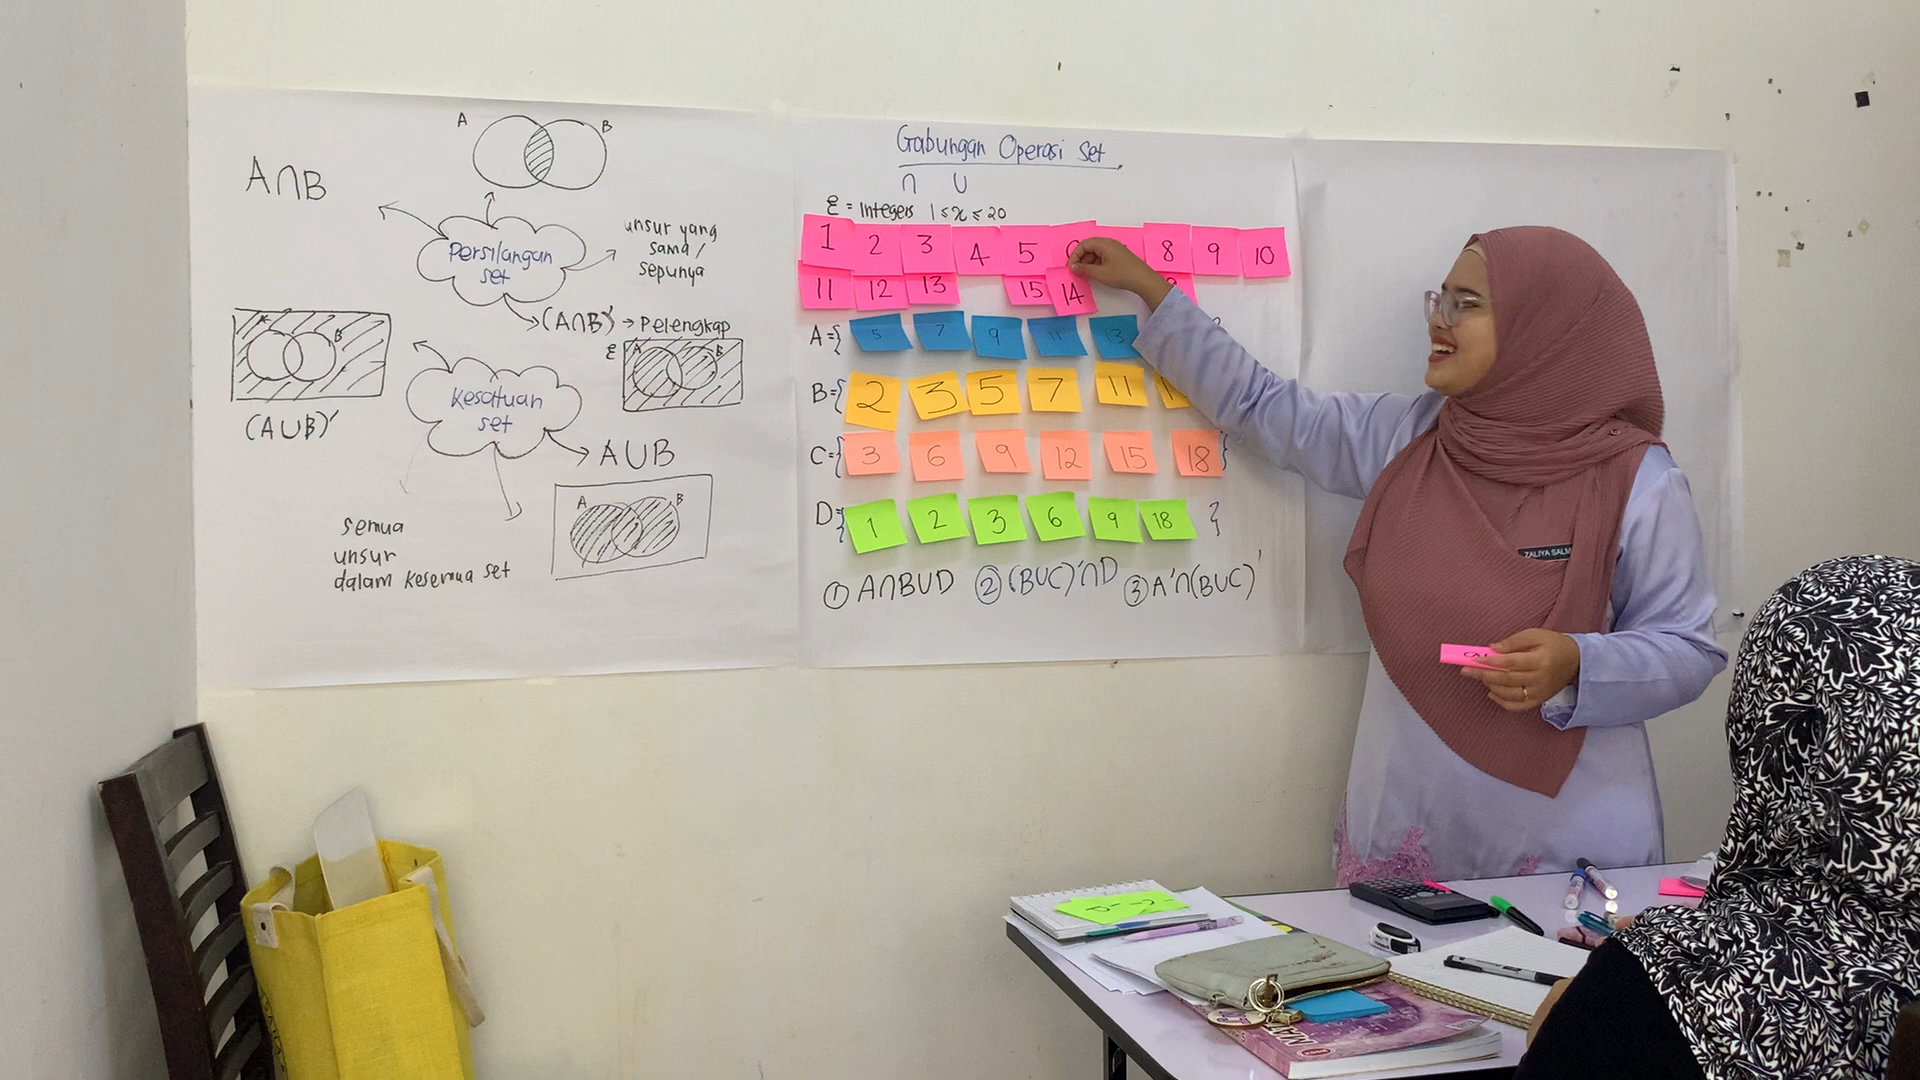 A B
A∩B
Persilangan
set
unsur yang
sama/
sepunya
(A∩B)' → Pelengkap
ξ A B
A B
(A∪B)'
Kesatuan
set
A∪B
A B
semua
unsur
dalam kesemua set
Gabungan Operasi Set
∩ ∪
ξ = Integers 1 ≤ x ≤ 20
1 2 3 4 5 8 9 10
11 12 13 15 14
A={ 5 7 9 11 13 }
B={ 2 3 5 7 11
C={ 3 6 9 12 15 18 }
D={ 1 2 3 6 9 18 }
① A∩B∪D ② (B∪C)'∩D ③ A'∩(B∪C)'